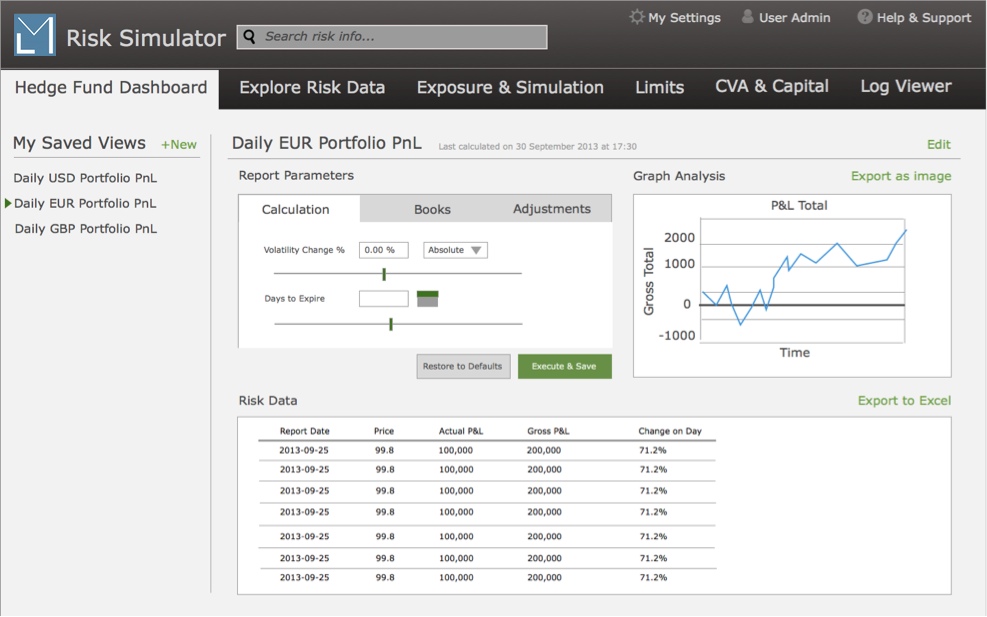 My Settings User Admin Help & Support
Risk Simulator Search risk info...
Hedge Fund Dashboard Explore Risk Data Exposure & Simulation Limits CVA & Capital Log Viewer
My Saved Views +New
Daily USD Portfolio PnL
Daily EUR Portfolio PnL
Daily GBP Portfolio PnL
Daily EUR Portfolio PnL Last calculated on 30 September 2013 at 17:30 Edit
Report Parameters
Calculation Books Adjustments
Volatility Change % 0.00 % Absolute
Days to Expire
Restore to Defaults Execute & Save
Graph Analysis Export as image
P&L Total
Gross Total
2000
1000
0
-1000
Time
Risk Data Export to Excel
Report Date Price Actual P&L Gross P&L Change on Day
2013-09-25 99.8 100,000 200,000 71.2%
2013-09-25 99.8 100,000 200,000 71.2%
2013-09-25 99.8 100,000 200,000 71.2%
2013-09-25 99.8 100,000 200,000 71.2%
2013-09-25 99.8 100,000 200,000 71.2%
2013-09-25 99.8 100,000 200,000 71.2%
2013-09-25 99.8 100,000 200,000 71.2%